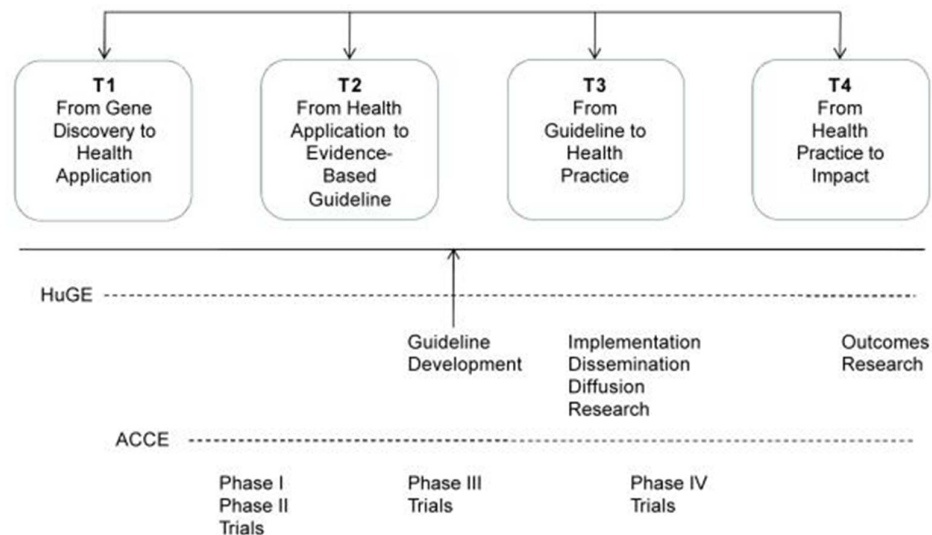 T1
From Gene
Discovery to
Health
Application
T2
From Health
Application to
Evidence-
Based
Guideline
T3
From
Guideline to
Health
Practice
T4
From
Health
Practice to
Impact
HuGE
Guideline
Development
Implementation
Dissemination
Diffusion
Research
Outcomes
Research
ACCE
Phase I
Phase II
Trials
Phase III
Trials
Phase IV
Trials